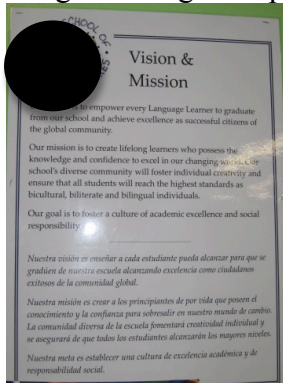 SCHOOL OF
Vision &
Mission
to empower every Language Learner to graduate
from our school and achieve excellence as successful citizens of
the global community.
Our mission is to create lifelong learners who possess the
knowledge and confidence to excel in our changing world. Our
school's diverse community will foster individual creativity and
ensure that all students will reach the highest standards as
bicultural, biliterate and bilingual individuals.
Our goal is to foster a culture of academic excellence and social
responsibility.
Nuestra visión es enseñar a cada estudiante pueda alcanzar para que se
gradúen de nuestra escuela alcanzando excelencia como ciudadanos
exitosos de la comunidad global.
Nuestra misión es crear a los principiantes de por vida que poseen el
conocimiento y la confianza para sobresalir en nuestro mundo de cambio.
La comunidad diversa de la escuela fomentará creatividad individual y
se asegurará de que todos los estudiantes alcanzarán los mayores niveles.
Nuestra meta es establecer una cultura de excelencia académica y de
responsabilidad social.